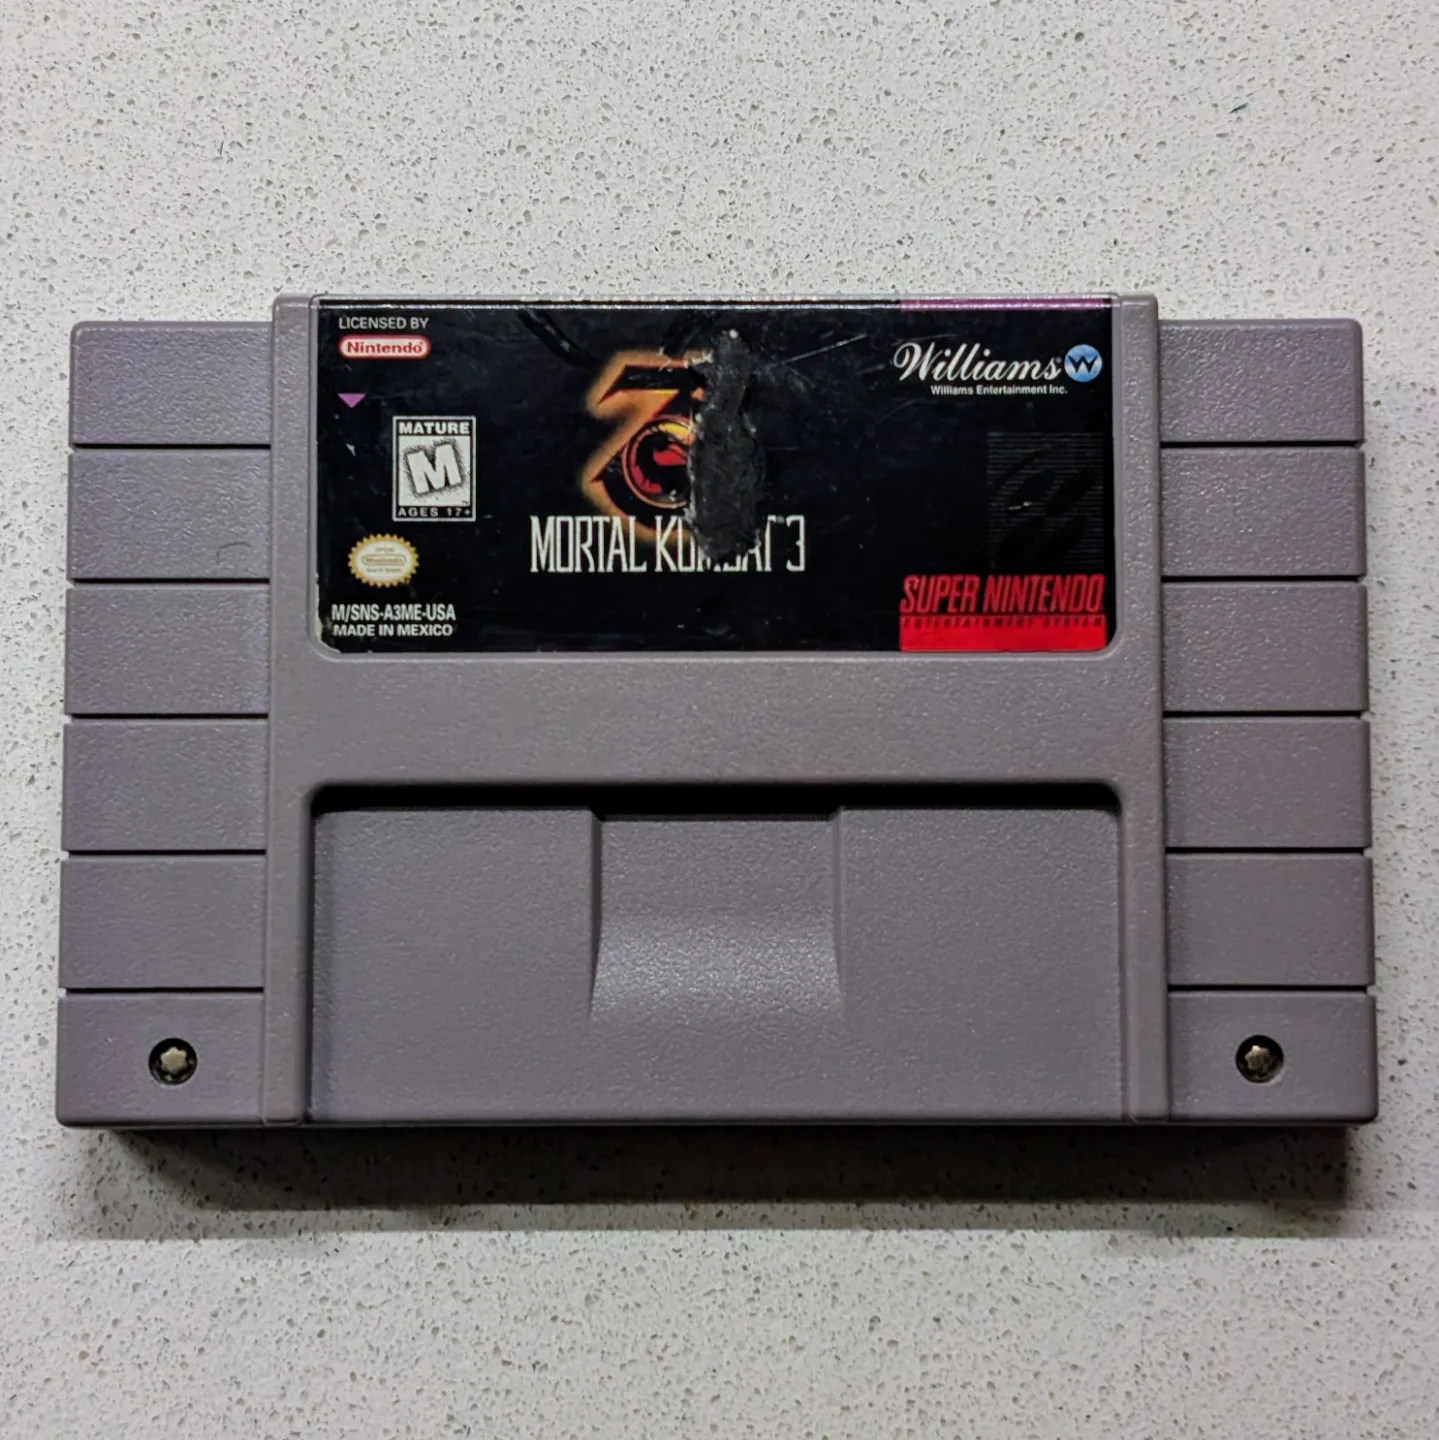 LICENSED BY
Nintendo
Williams
Williams Entertainment Inc.
MATURE
M
AGES 17+
MORTAL KOMBAT 3
M/SNS-A3ME-USA
MADE IN MEXICO
SUPER NINTENDO
ENTERTAINMENT SYSTEM